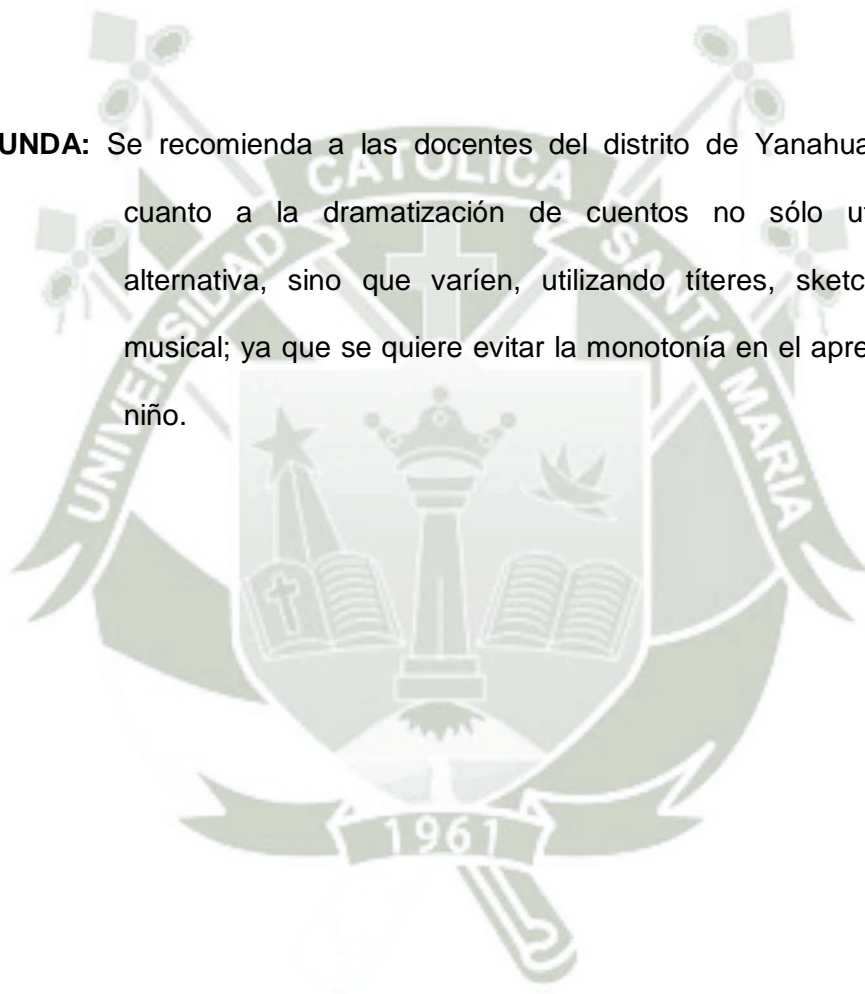 UNDA: Se recomienda a las docentes del distrito de Yanahua
cuanto a la dramatización de cuentos no sólo ut
alternativa, sino que varíen, utilizando títeres, sketc
musical; ya que se quiere evitar la monotonía en el apre
niño.
UNIVERSIDAD CATOLICA SANTA MARIA
1961